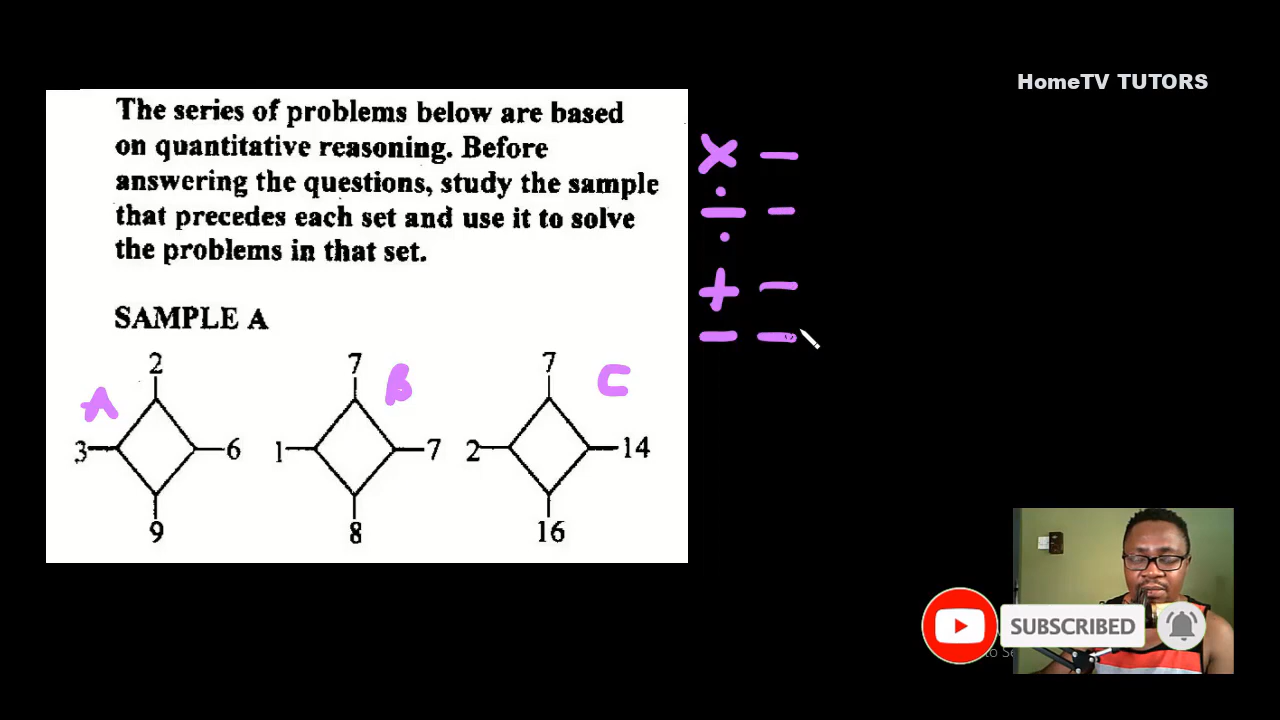 HomeTV TUTORS
The series of problems below are based
on quantitative reasoning. Before
answering the questions, study the sample
that precedes each set and use it to solve
the problems in that set.
× –
÷ –
+ –
– –
SAMPLE A
2 7 B 7 C
A
3 6 1 7 2 14
9 8 16
SUBSCRIBED